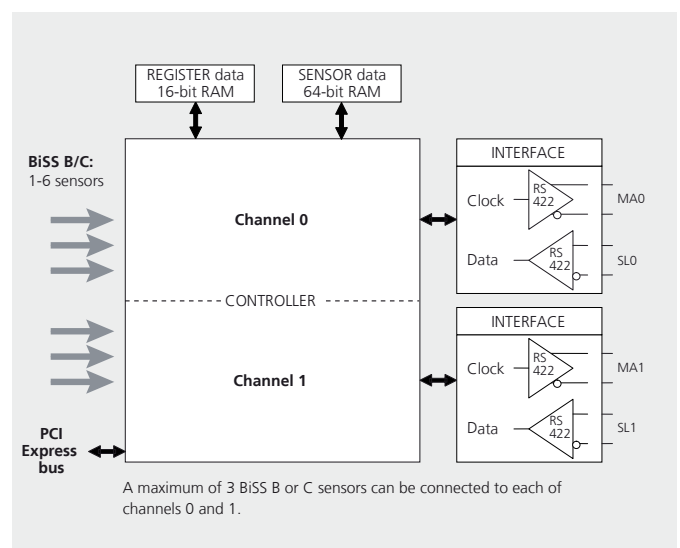 REGISTER data
16-bit RAM
SENSOR data
64-bit RAM
BiSS B/C:
1-6 sensors
Channel 0
CONTROLLER
Channel 1
PCI
Express
bus
INTERFACE
Clock
RS
422
MA0
Data
RS
422
SL0
INTERFACE
Clock
RS
422
MA1
Data
RS
422
SL1
A maximum of 3 BiSS B or C sensors can be connected to each of
channels 0 and 1.